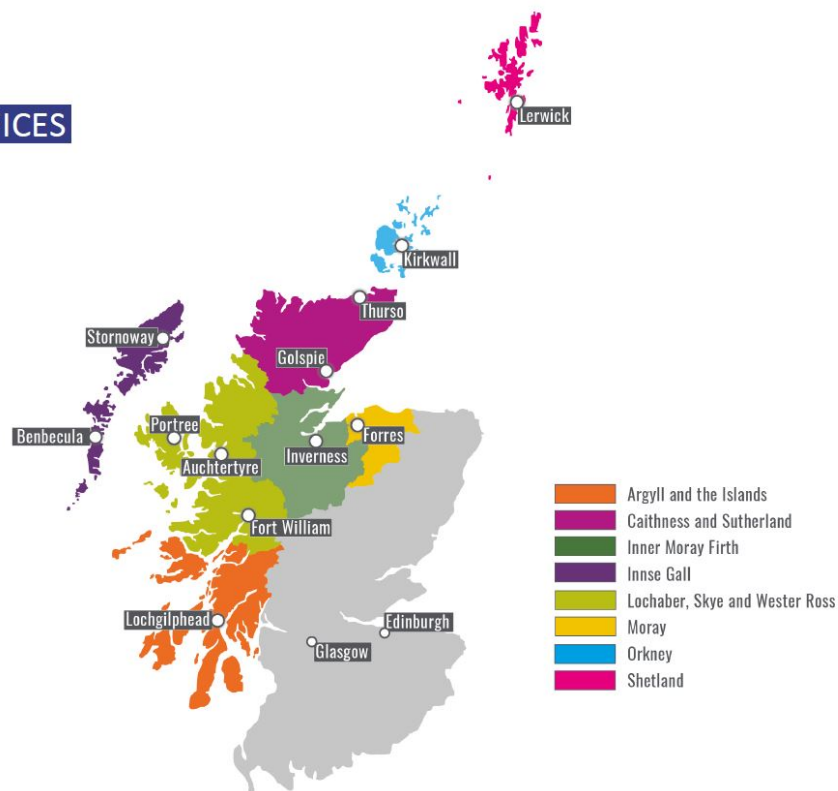 ICES
Lerwick
Kirkwall
Thurso
Stornoway
Golspie
Portree
Benbecula
Forres
Inverness
Auchtertyre
Fort William
Lochgilphead
Edinburgh
Glasgow
Argyll and the Islands
Caithness and Sutherland
Inner Moray Firth
Innse Gall
Lochaber, Skye and Wester Ross
Moray
Orkney
Shetland